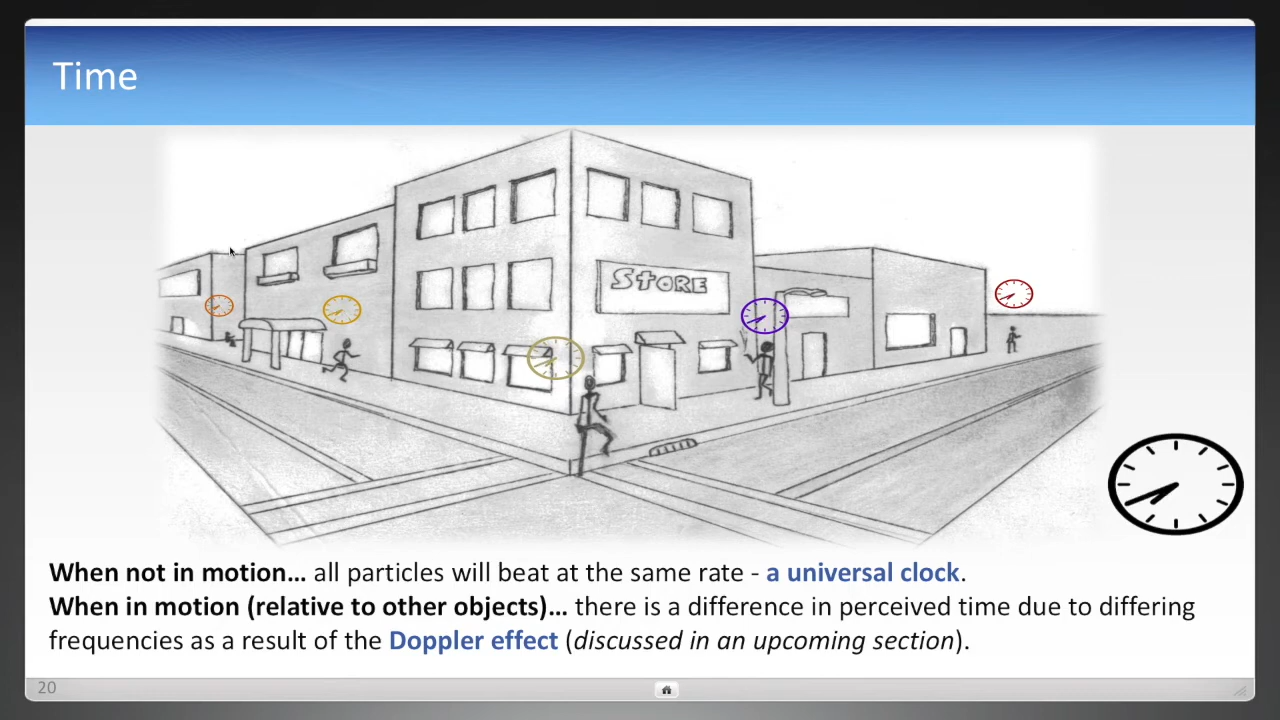 Time
STORE
When not in motion... all particles will beat at the same rate - a universal clock.
When in motion (relative to other objects)... there is a difference in perceived time due to differing
frequencies as a result of the Doppler effect (discussed in an upcoming section).
20